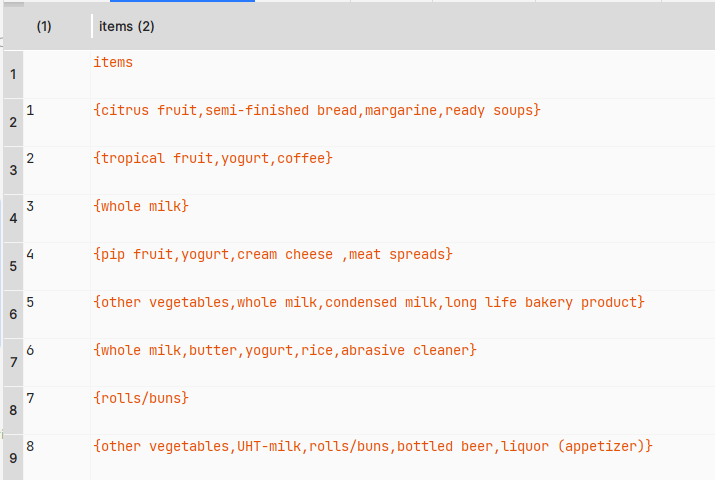 (1) items (2)
1 items
2 1 {citrus fruit,semi-finished bread,margarine,ready soups}
3 2 {tropical fruit,yogurt,coffee}
4 3 {whole milk}
5 4 {pip fruit,yogurt,cream cheese ,meat spreads}
6 5 {other vegetables,whole milk,condensed milk,long life bakery product}
7 6 {whole milk,butter,yogurt,rice,abrasive cleaner}
8 7 {rolls/buns}
9 8 {other vegetables,UHT-milk,rolls/buns,bottled beer,liquor (appetizer)}